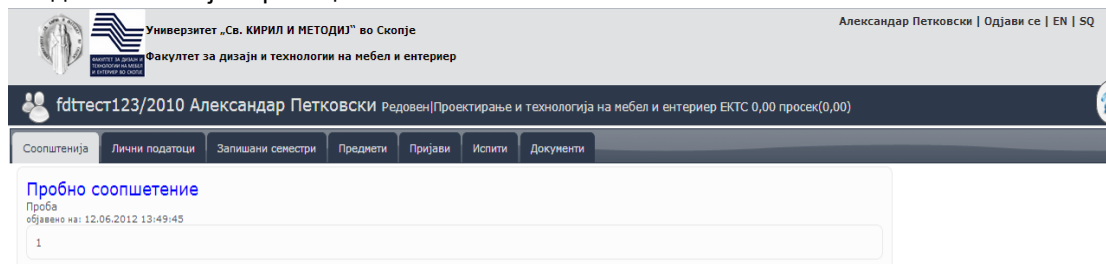 Александар Петковски | Одјави се | EN | SQ
Универзитет „Св. КИРИЛ И МЕТОДИЈ“ во Скопје
Факултет за дизајн и технологии на мебел и ентериер
fdтест123/2010 Александар Петковски Редовен|Проектирање и технологија на мебел и ентериер ЕКТС 0,00 просек(0,00)
Соопштенија Лични податоци Запишани семестри Предмети Пријави Испити Документи
Пробно соопшетение
Проба
објавено на: 12.06.2012 13:49:45
1